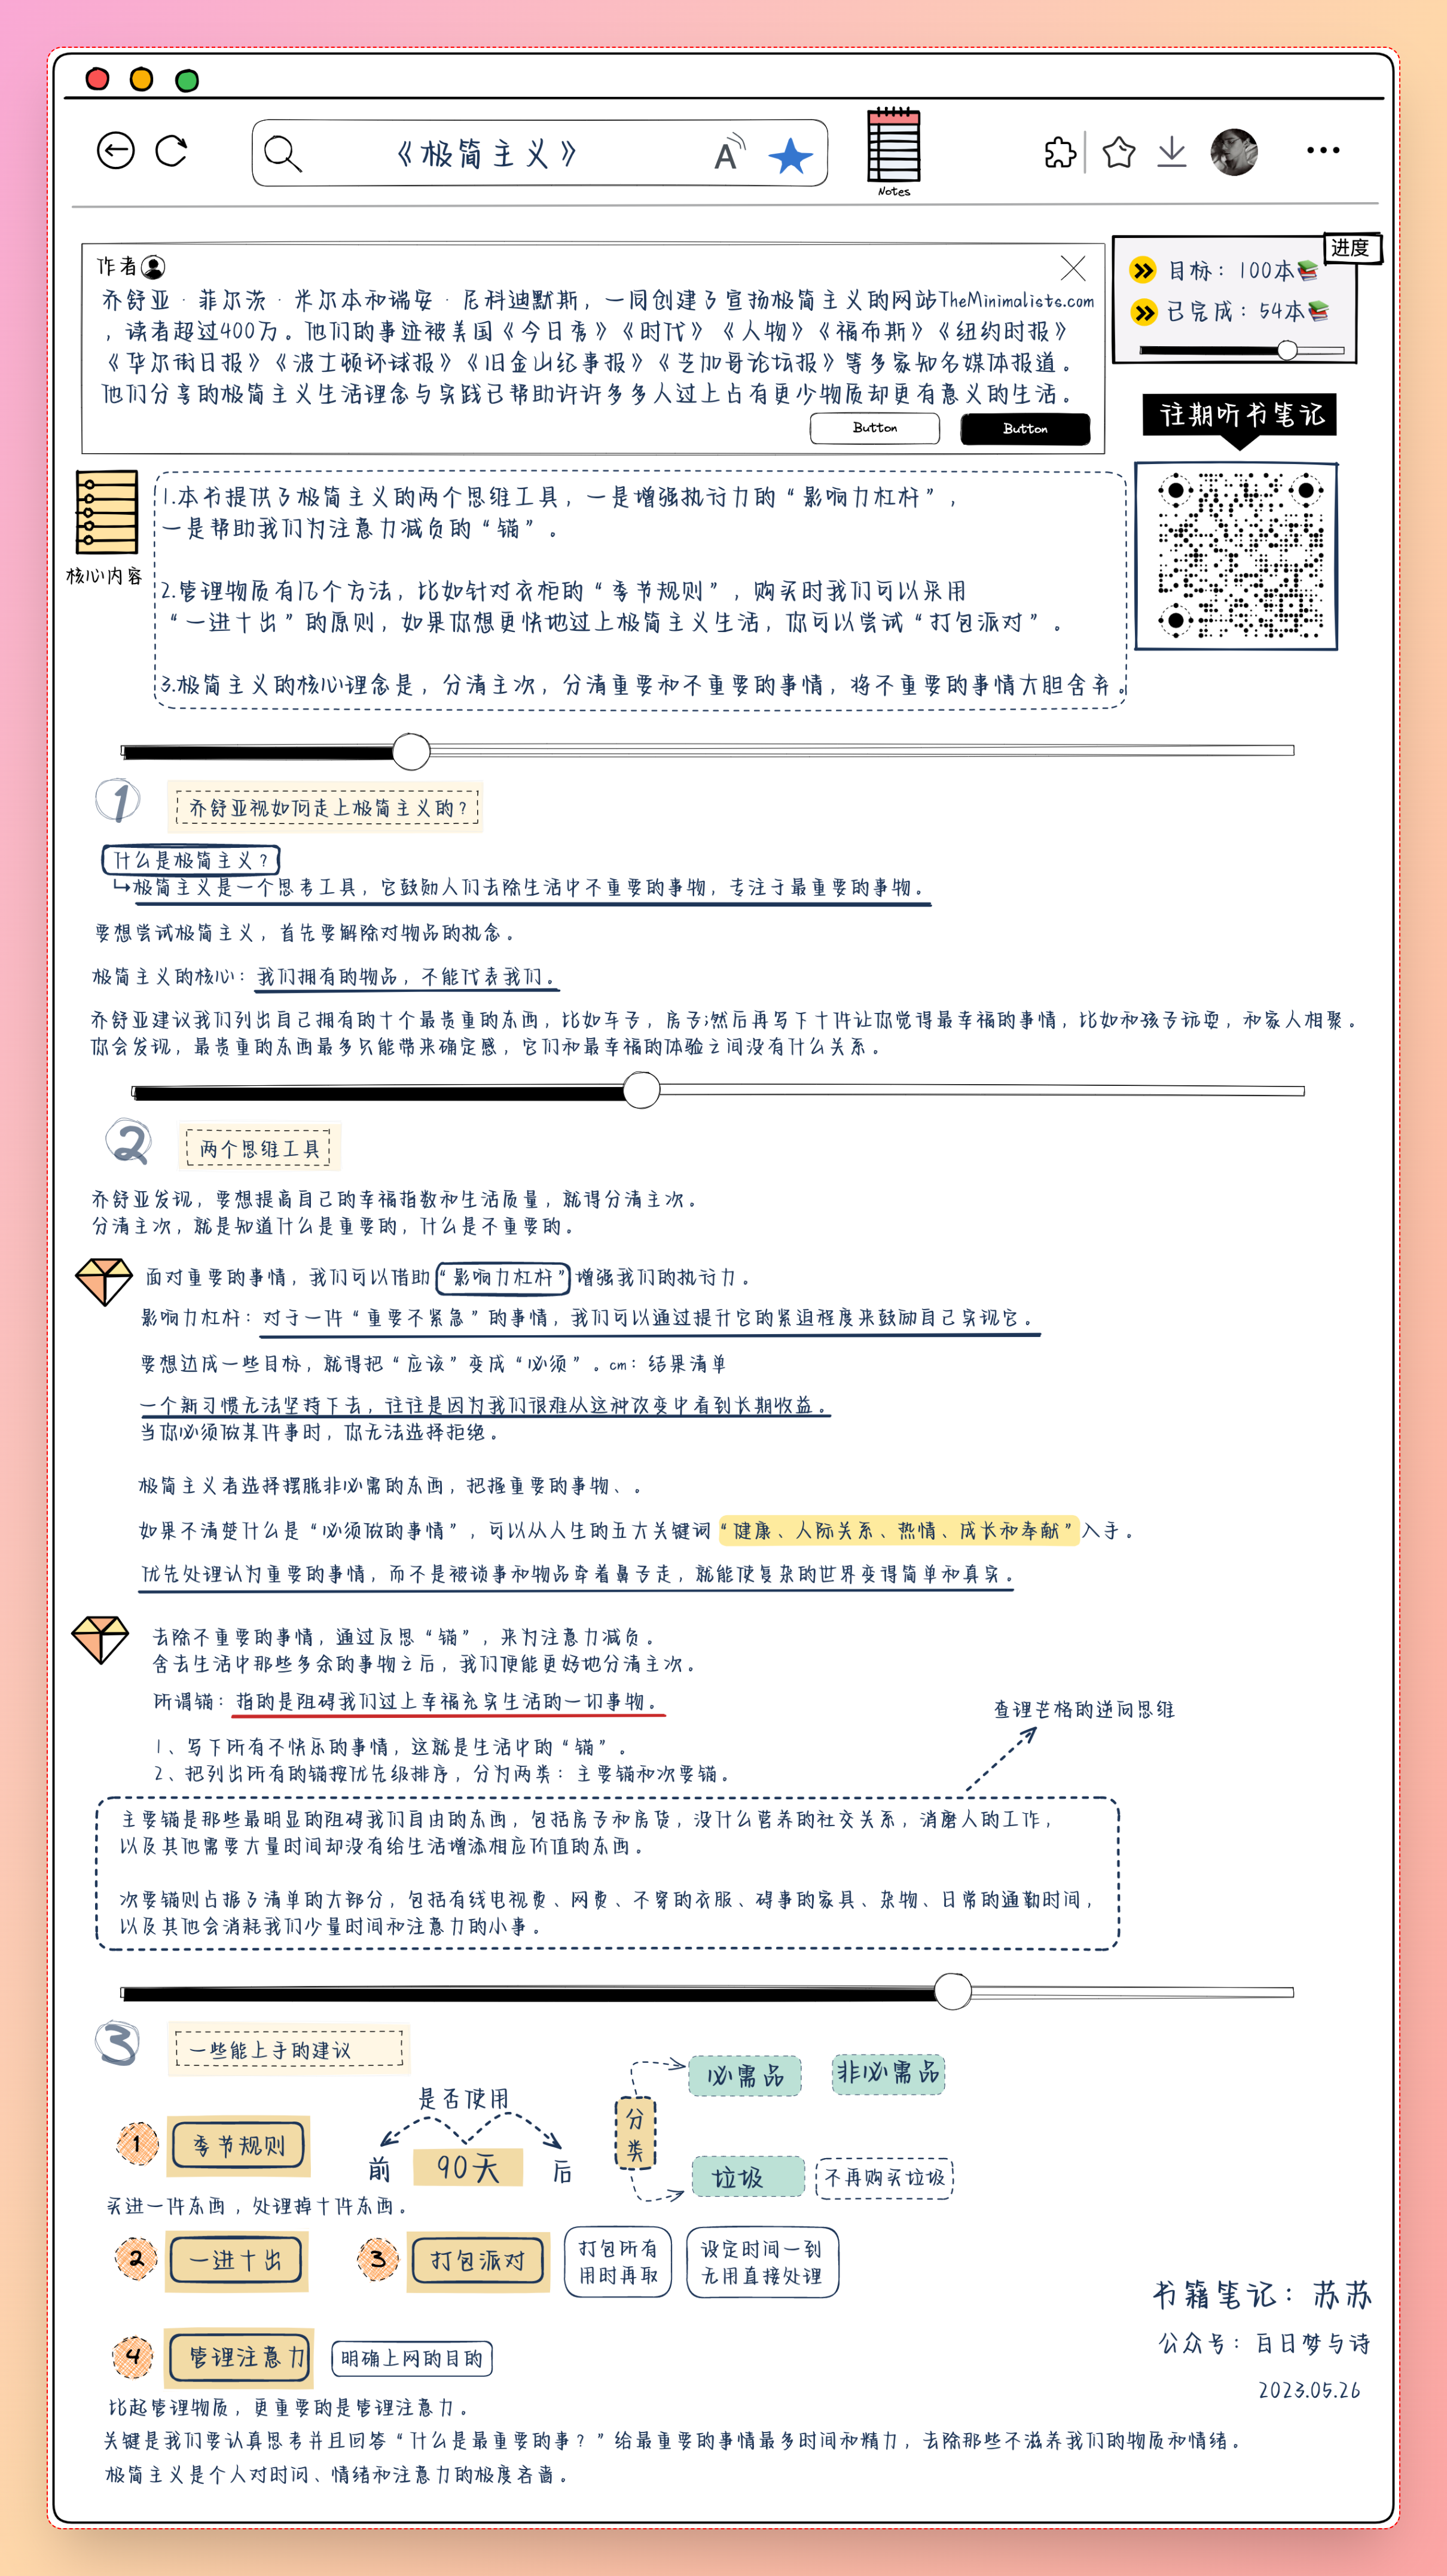 《极简主义》
A
Notes
作者
乔舒亚·菲尔茨·米尔本和瑞安·尼科迪默斯，一同创建了宣扬极简主义的网站TheMinimalists.com
，读者超过400万。他们的事迹被美国《今日秀》《时代》《人物》《福布斯》《纽约时报》
《华尔街日报》《波士顿环球报》《旧金山纪事报》《芝加哥论坛报》等多家知名媒体报道。
他们分享的极简主义生活理念与实践已帮助许许多多人过上占有更少物质却更有意义的生活。
Button
Button
进度
目标：100本
已完成：54本
往期听书笔记
核心内容
1.本书提供了极简主义的两个思维工具，一是增强执行力的“影响力杠杆”，
一是帮助我们为注意力减负的“锚”。
2.管理物质有16个方法，比如针对衣柜的“季节规则”，购买时我们可以采用
“一进十出”的原则，如果你想更快地过上极简主义生活，你可以尝试“打包派对”。
3.极简主义的核心理念是，分清主次，分清重要和不重要的事情，将不重要的事情大胆舍弃。
1
乔舒亚视如何走上极简主义的？
什么是极简主义？
↳极简主义是一个思考工具，它鼓励人们去除生活中不重要的事物，专注于最重要的事物。
要想尝试极简主义，首先要解除对物品的执念。
极简主义的核心：我们拥有的物品，不能代表我们。
乔舒亚建议我们列出自己拥有的十个最贵重的东西，比如车子，房子;然后再写下十件让你觉得最幸福的事情，比如和孩子玩耍，和家人相聚。
你会发现，最贵重的东西最多只能带来确定感，它们和最幸福的体验之间没有什么关系。
2
两个思维工具
乔舒亚发现，要想提高自己的幸福指数和生活质量，就得分清主次。
分清主次，就是知道什么是重要的，什么是不重要的。
面对重要的事情，我们可以借助“影响力杠杆”增强我们的执行力。
影响力杠杆：对于一件“重要不紧急”的事情，我们可以通过提升它的紧迫程度来鼓励自己实现它。
要想达成一些目标，就得把“应该”变成“必须”。cm：结果清单
一个新习惯无法坚持下去，往往是因为我们很难从这种改变中看到长期收益。
当你必须做某件事时，你无法选择拒绝。
极简主义者选择摆脱非必需的东西，把握重要的事物、。
如果不清楚什么是“必须做的事情”，可以从人生的五大关键词“健康、人际关系、热情、成长和奉献”入手。
优先处理认为重要的事情，而不是被琐事和物品牵着鼻子走，就能使复杂的世界变得简单和真实。
去除不重要的事情，通过反思“锚”，来为注意力减负。
舍去生活中那些多余的事物之后，我们便能更好地分清主次。
所谓锚：指的是阻碍我们过上幸福充实生活的一切事物。
查理芒格的逆向思维
1、写下所有不快乐的事情，这就是生活中的“锚”。
2、把列出所有的锚按优先级排序，分为两类：主要锚和次要锚。
主要锚是那些最明显的阻碍我们自由的东西，包括房子和房贷，没什么营养的社交关系，消磨人的工作，
以及其他需要大量时间却没有给生活增添相应价值的东西。
次要锚则占据了清单的大部分，包括有线电视费、网费、不穿的衣服、碍事的家具、杂物、日常的通勤时间，
以及其他会消耗我们少量时间和注意力的小事。
3
一些能上手的建议
是否使用
必需品
非必需品
1
季节规则
前
90天
后
分类
垃圾
不再购买垃圾
买进一件东西，处理掉十件东西。
2
一进十出
3
打包派对
打包所有
用时再取
设定时间一到
无用直接处理
书籍笔记：苏苏
公众号：百日梦与诗
2023.05.26
4
管理注意力
明确上网的目的
比起管理物质，更重要的是管理注意力。
关键是我们要认真思考并且回答“什么是最重要的事？”给最重要的事情最多时间和精力，去除那些不滋养我们的物质和情绪。
极简主义是个人对时间、情绪和注意力的极度吝啬。